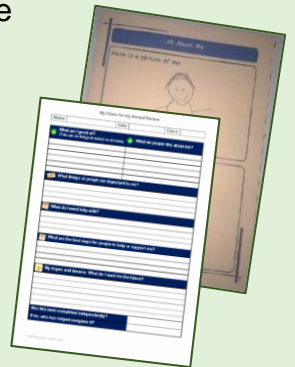 e
All About Me
Here is a picture of me
My Views for my Annual Review
Name:
Date:
Class:
What am I good at?
What do people like about me?
What things or people are important to me?
What do I need help with?
What are the best ways for people to help or support me?
My hopes and dreams. What do I want for the future?
Was this form completed independently?
If no, who has helped complete it?